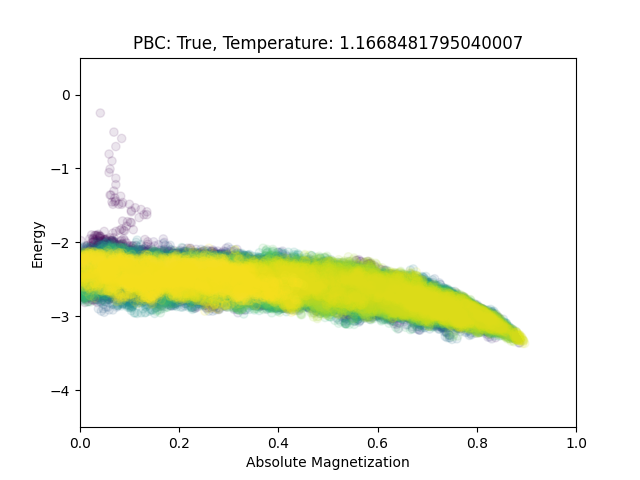 PBC: True, Temperature: 1.1668481795040007
0
−1
−2
−3
−4
Energy
0.0 0.2 0.4 0.6 0.8 1.0
Absolute Magnetization